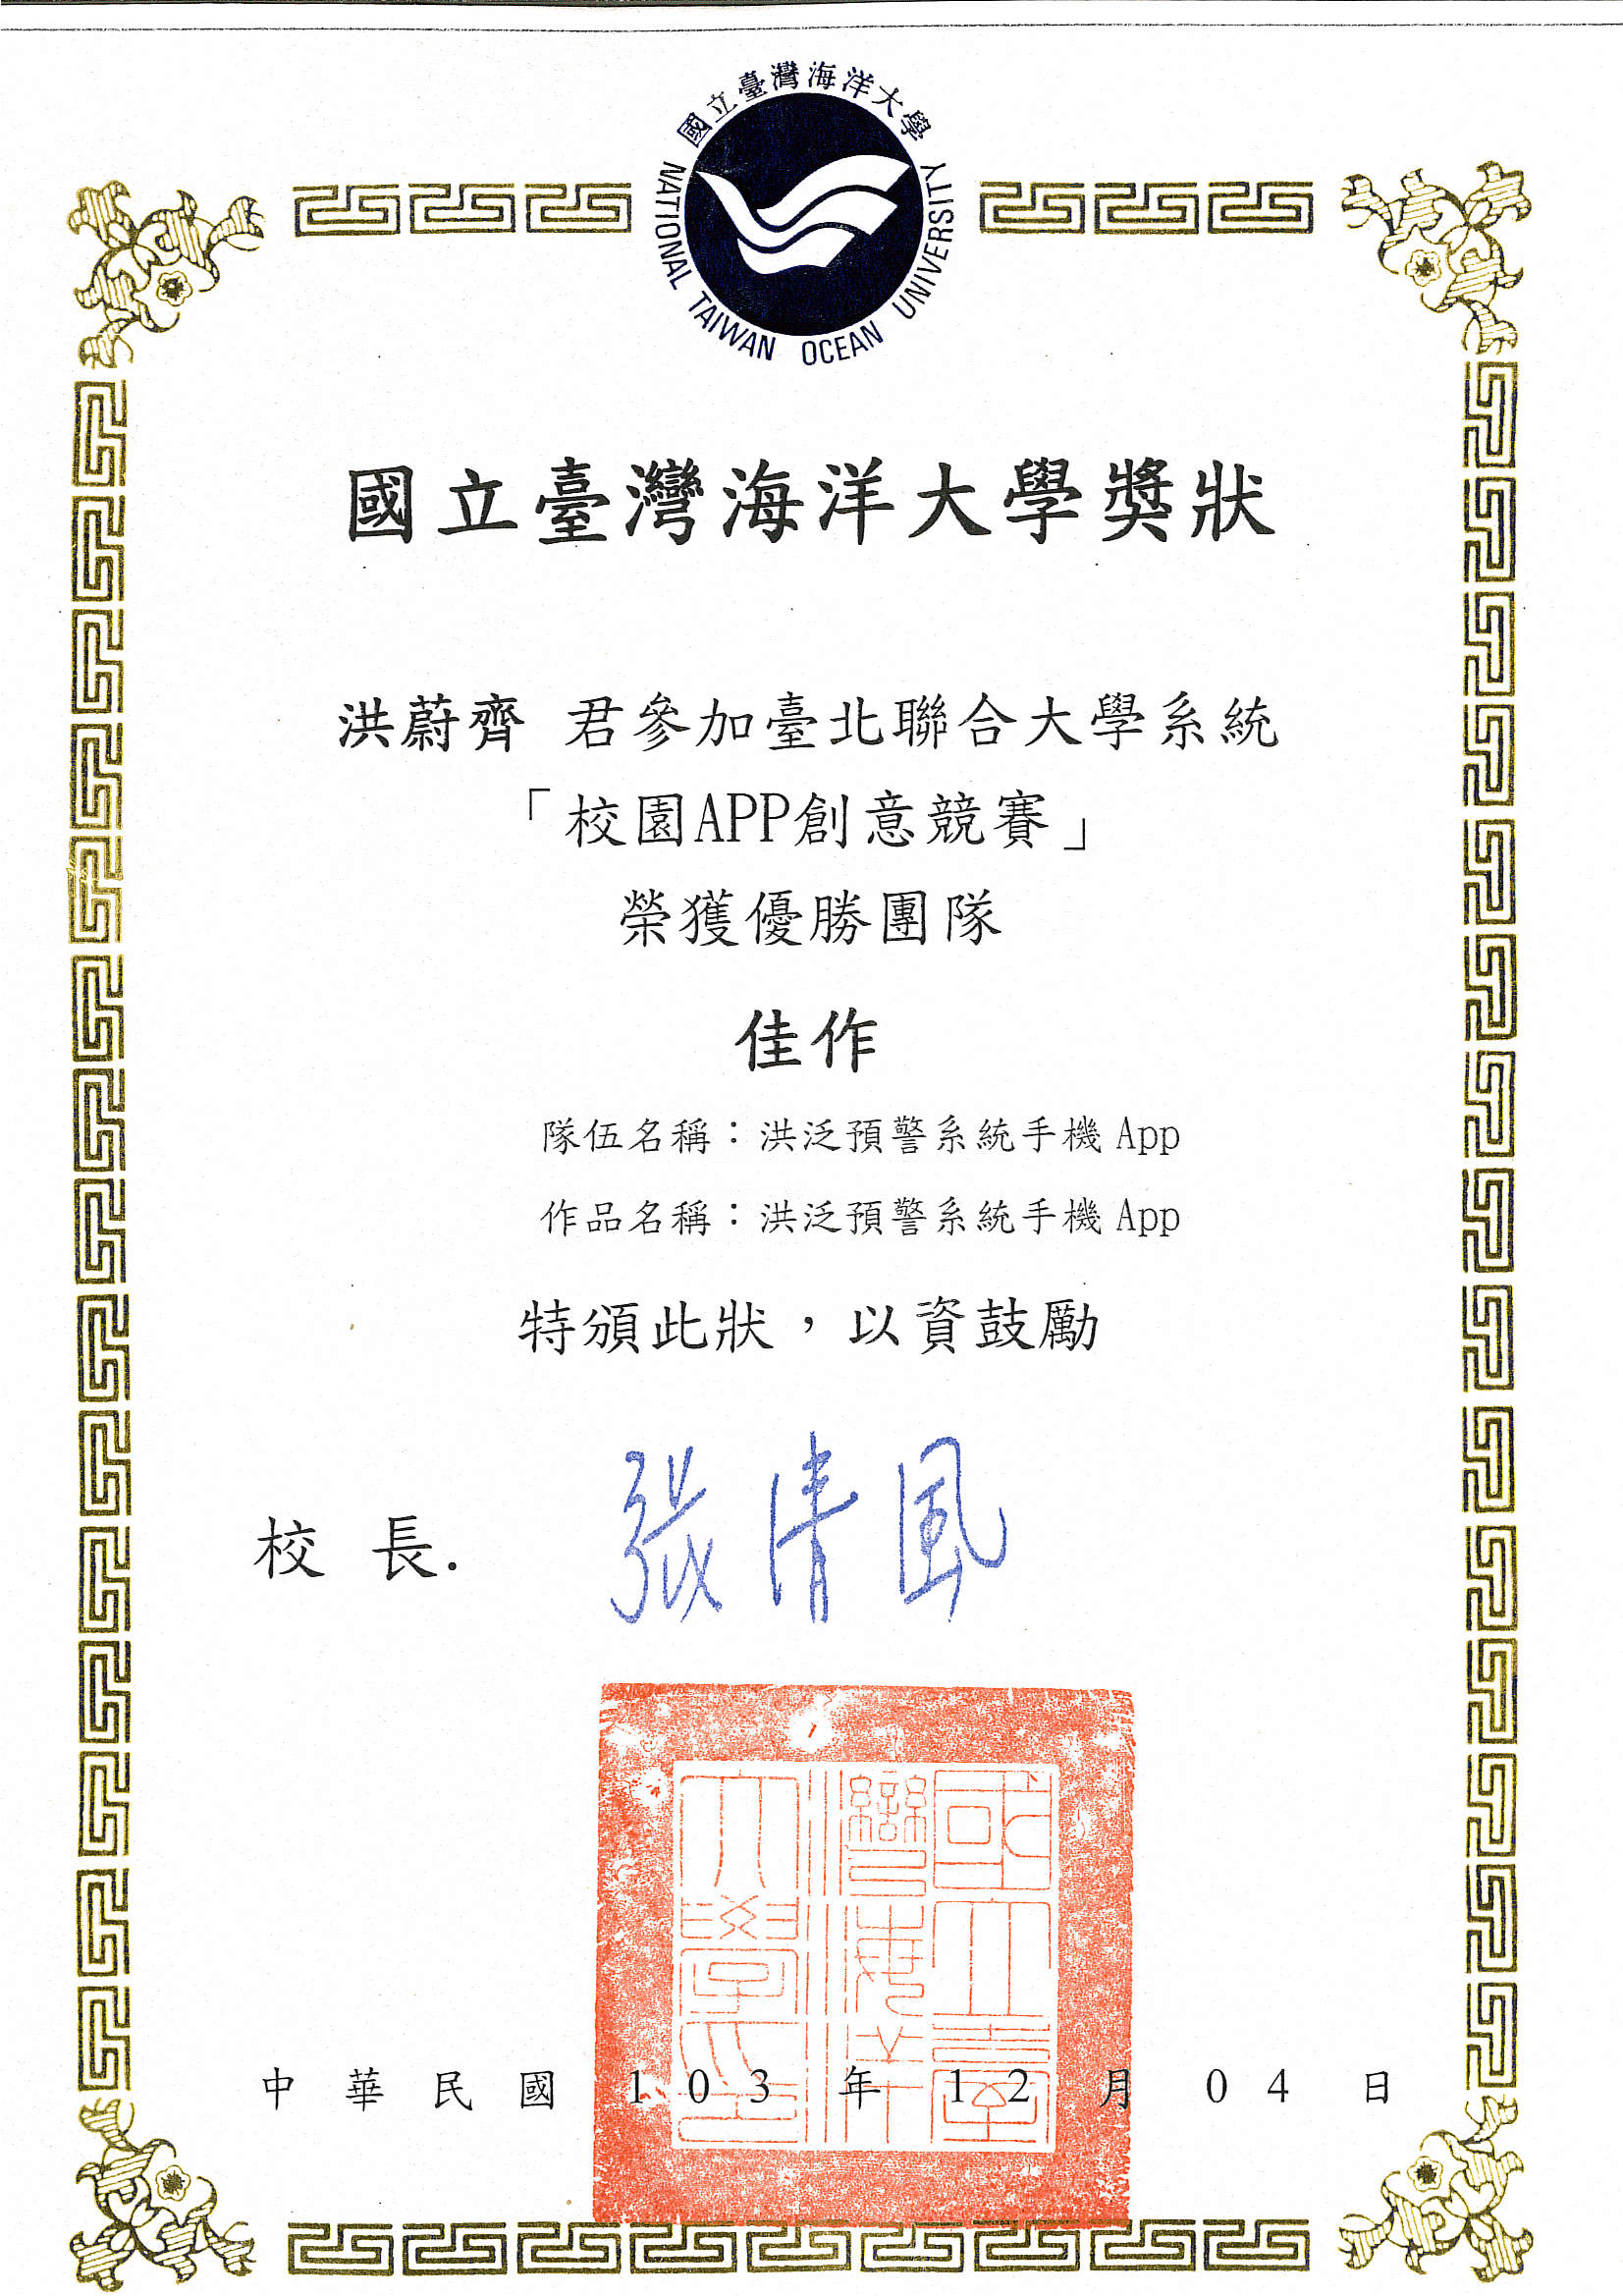 國立臺灣海洋大學
NATIONAL TAIWAN OCEAN UNIVERSITY
國立臺灣海洋大學獎狀
洪蔚齊 君參加臺北聯合大學系統
「校園APP創意競賽」
榮獲優勝團隊
佳作
隊伍名稱：洪泛預警系統手機 App
作品名稱：洪泛預警系統手機 App
特頒此狀，以資鼓勵
校 長. 張清風
國立臺灣海洋大學印
中 華 民 國 103 年 12 月 04 日